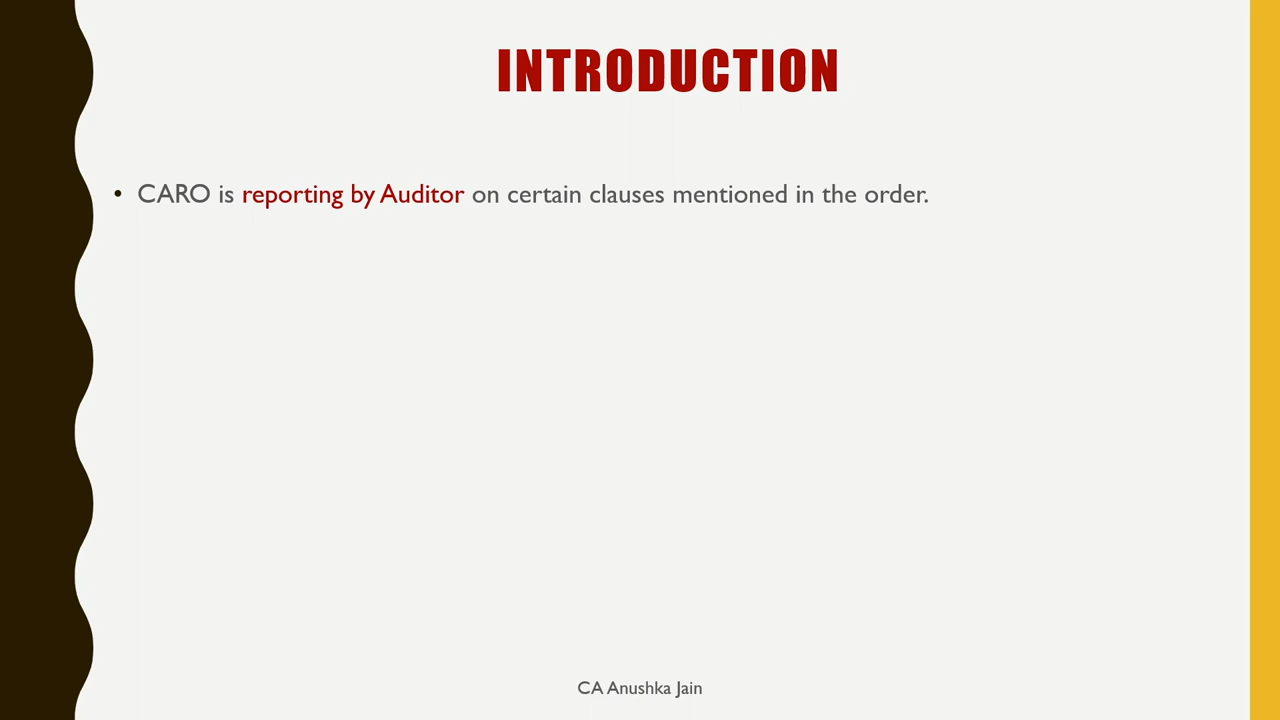 INTRODUCTION
• CARO is reporting by Auditor on certain clauses mentioned in the order.
CA Anushka Jain